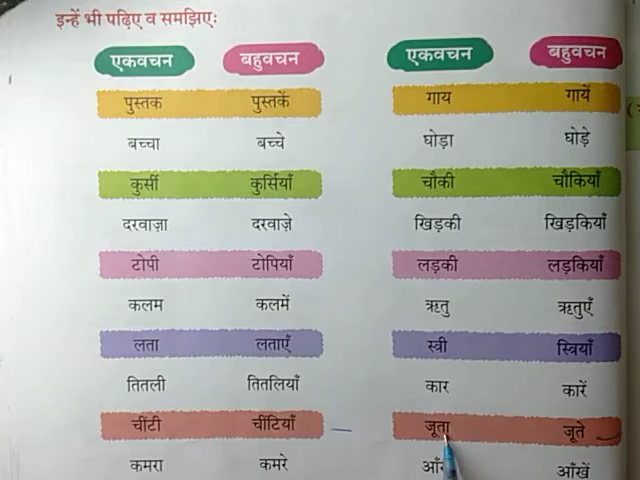 इन्हें भी पढ़िए व समझिए:
एकवचन बहुवचन एकवचन बहुवचन
पुस्तक पुस्तकें गाय गायें
बच्चा बच्चे घोड़ा घोड़े
कुर्सी कुर्सियाँ चौकी चौकियाँ
दरवाज़ा दरवाज़े खिड़की खिड़कियाँ
टोपी टोपियाँ लड़की लड़कियाँ
कलम कलमें ऋतु ऋतुएँ
लता लताएँ स्त्री स्त्रियाँ
तितली तितलियाँ कार कारें
चींटी चींटियाँ जूता जूते
कमरा कमरे आँखें